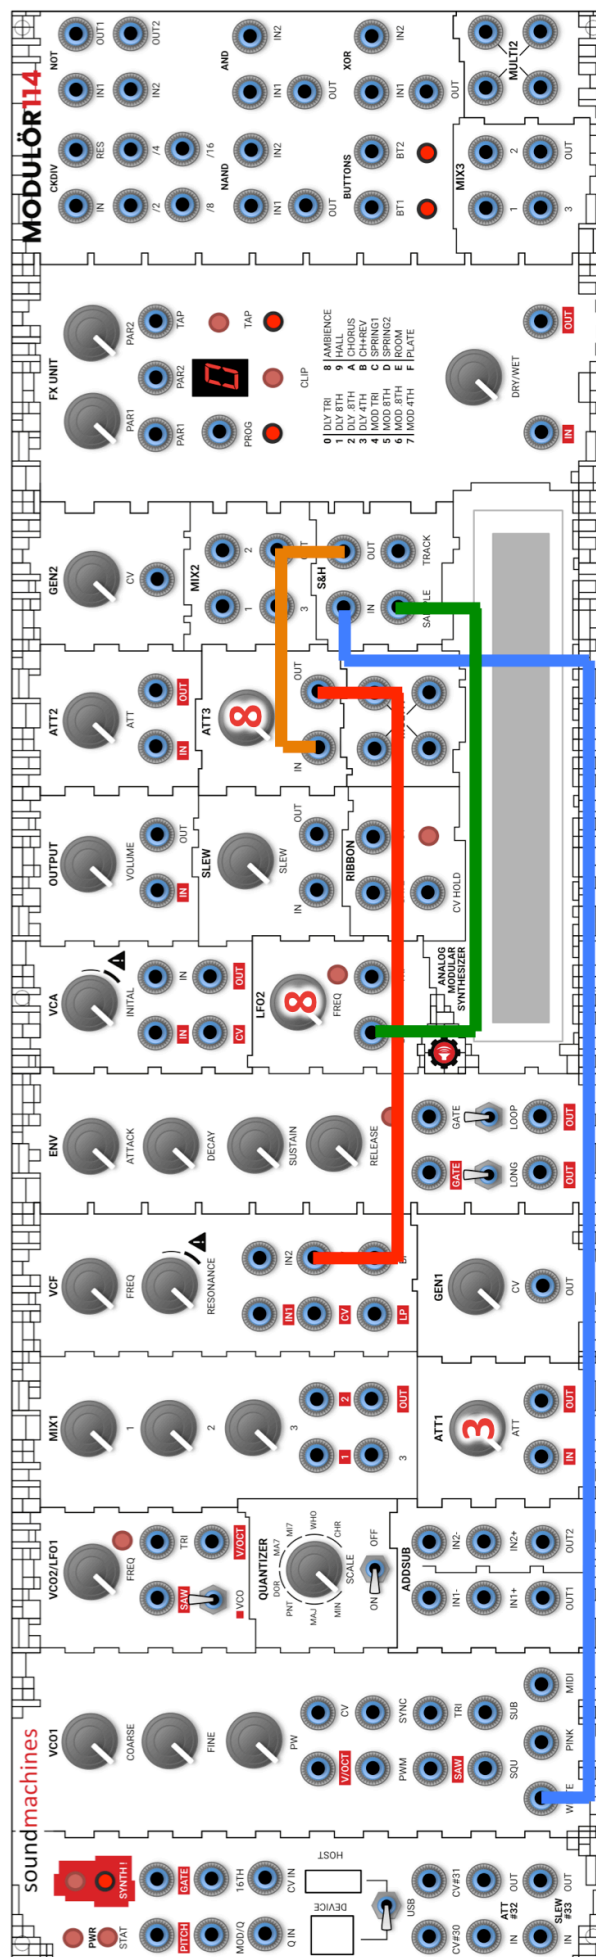 soundmachines
MODULÖR114
SYNTH !
PWR
STAT
PITCH
GATE
MOD/Q
16TH
Q IN
CV IN
DEVICE
HOST
USB
CV#30
CV#31
ATT
#32
IN
OUT
SLEW
#33
IN
OUT
VCO1
COARSE
FINE
PW
V/OCT
CV
PWM
SYNC
SAW
TRI
SQU
SUB
PINK
MIDI
VCO2/LFO1
FREQ
SAW
TRI
VCO
V/OCT
QUANTIZER
MIN
MAJ
PNT
DOR
MA7
MI7
WHO
CHR
SCALE
ON
OFF
ADDSUB
IN1-
IN2-
IN1+
IN2+
OUT1
OUT2
MIX1
1
2
3
1
2
3
OUT
ATT1
3
ATT
IN
OUT
VCF
FREQ
RESONANCE
IN1
IN2
CV
LP
GEN1
CV
OUT
ENV
ATTACK
DECAY
SUSTAIN
RELEASE
GATE
GATE
LONG
LOOP
OUT
OUT
VCA
INITAL
IN
IN
CV
OUT
LFO2
8
FREQ
ANALOG
MODULAR
SYNTHESIZER
OUTPUT
VOLUME
IN
OUT
SLEW
SLEW
IN
OUT
RIBBON
CV HOLD
ATT2
ATT
IN
OUT
ATT3
8
IN
OUT
GEN2
CV
MIX2
1
2
3
S&H
IN
OUT
TRACK
FX UNIT
PAR1
PAR2
PAR1
PAR2
TAP
PROG
0
CLIP
TAP
0 DLY TRI
1 DLY 8TH
2 DLY .8TH
3 DLY 4TH
4 MOD TRI
5 MOD 8TH
6 MOD .8TH
7 MOD 4TH
8 AMBIENCE
9 HALL
A CHORUS
B CH+REV
C SPRING1
D SPRING2
E ROOM
F PLATE
DRY/WET
IN
OUT
CKDIV
IN
RES
/2
/4
/8
/16
NOT
IN1
OUT1
IN2
OUT2
NAND
IN1
IN2
OUT
AND
IN1
IN2
OUT
BUTTONS
BT1
BT2
XOR
IN1
IN2
OUT
MIX3
1
2
3
OUT
MULTI2